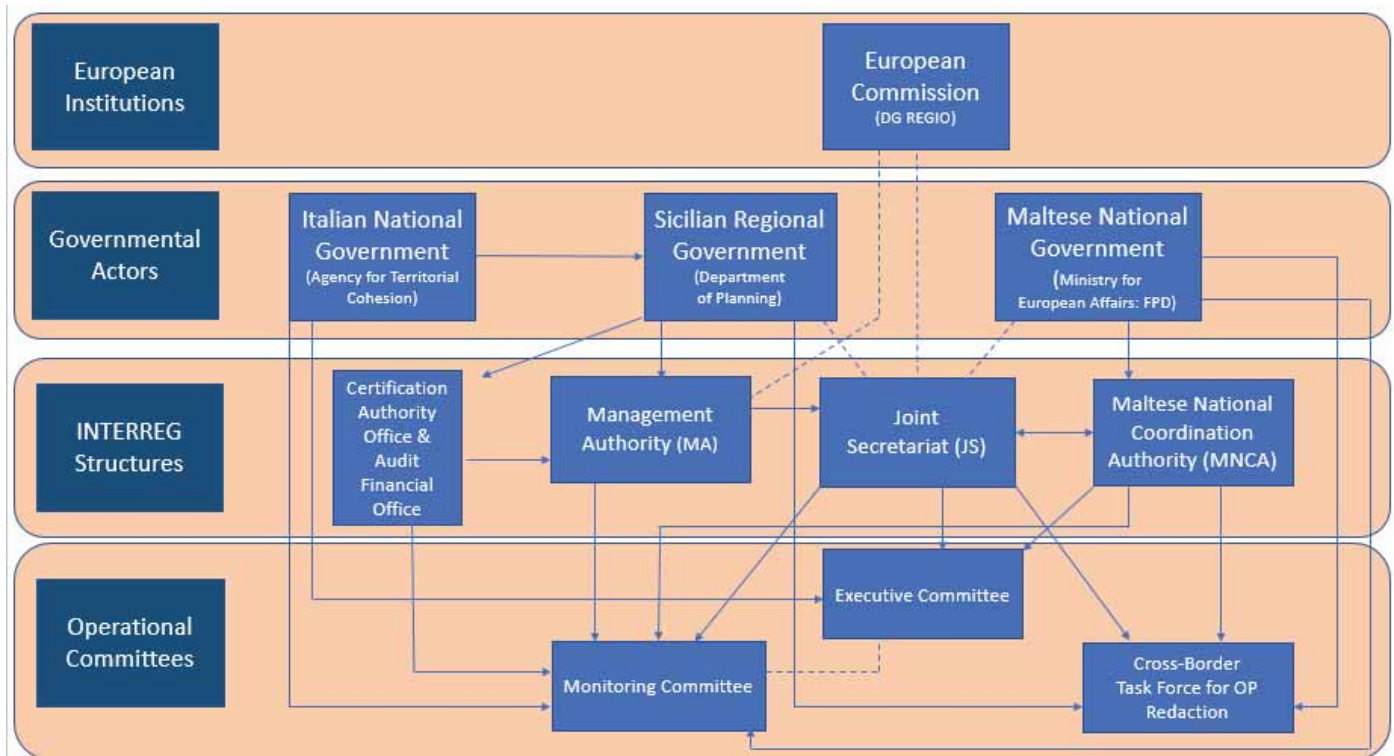 European
Institutions
European
Commission
(DG REGIO)
Governmental
Actors
Italian National
Government
(Agency for Territorial
Cohesion)
Sicilian Regional
Government
(Department
of Planning)
Maltese National
Government
(Ministry for
European Affairs: FPD)
INTERREG
Structures
Certification
Authority
Office &
Audit
Financial
Office
Management
Authority (MA)
Joint
Secretariat (JS)
Maltese National
Coordination
Authority (MNCA)
Operational
Committees
Executive Committee
Monitoring Committee
Cross-Border
Task Force for OP
Redaction